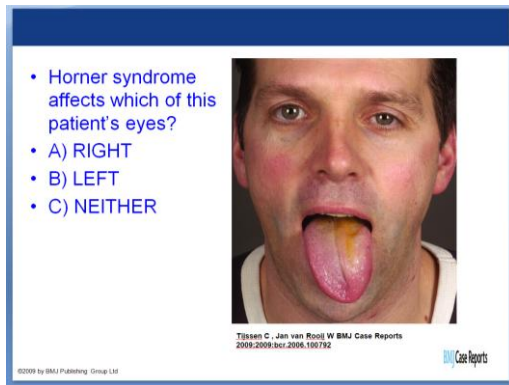 • Horner syndrome
affects which of this
patient's eyes?
• A) RIGHT
• B) LEFT
• C) NEITHER
Tijssen C , Jan van Rooij W BMJ Case Reports
2009;2009:bcr.2006.100792
©2009 by BMJ Publishing Group Ltd
BMJ Case Reports